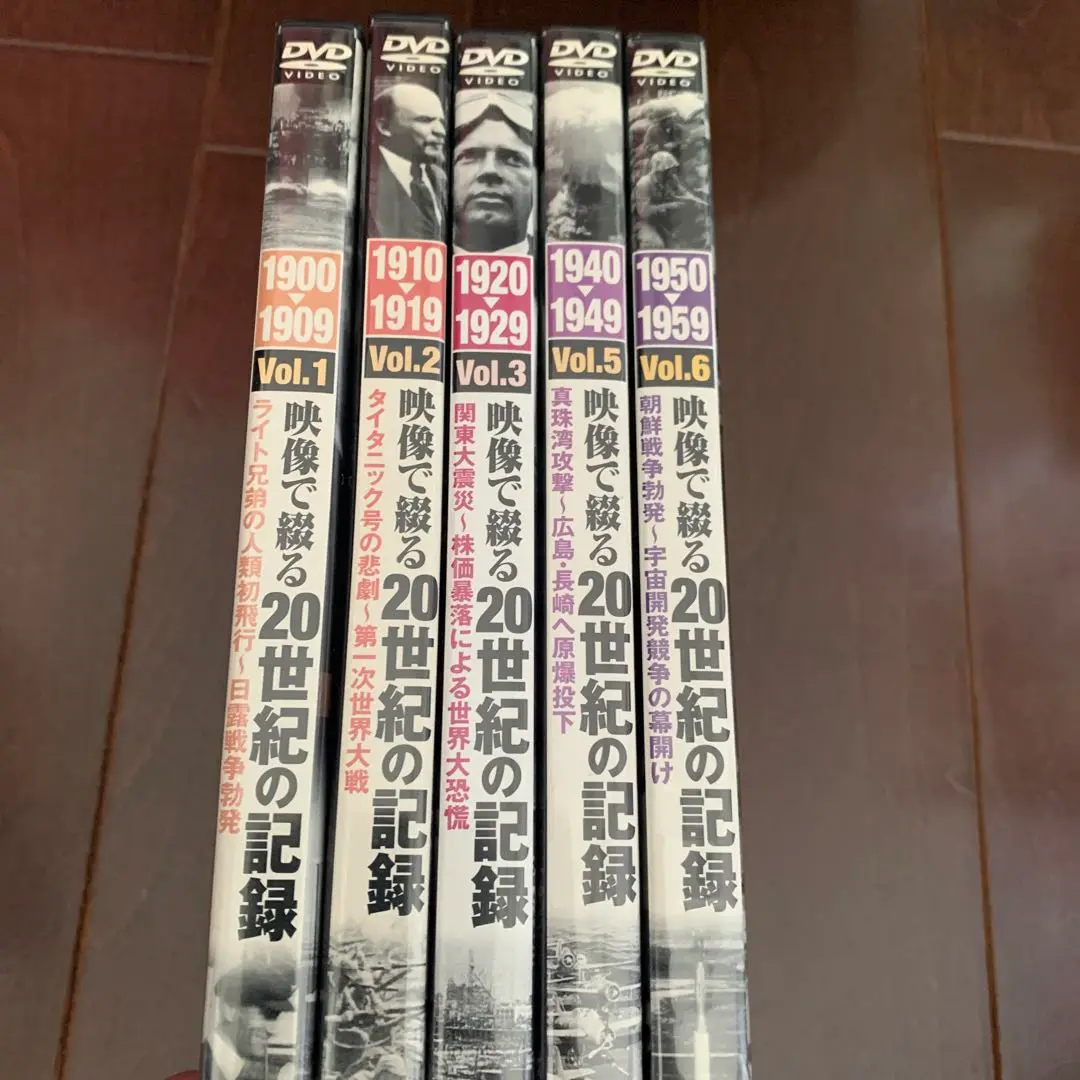 DVD
VIDEO
1900
1909
Vol.1
映像で綴る20世紀の記録
ライト兄弟の人類初飛行〜日露戦争勃発
DVD
VIDEO
1910
1919
Vol.2
映像で綴る20世紀の記録
タイタニック号の悲劇〜第一次世界大戦
DVD
VIDEO
1920
1929
Vol.3
映像で綴る20世紀の記録
関東大震災〜株価暴落による世界大恐慌
DVD
VIDEO
1940
1949
Vol.5
映像で綴る20世紀の記録
真珠湾攻撃〜広島・長崎へ原爆投下
DVD
VIDEO
1950
1959
Vol.6
映像で綴る20世紀の記録
朝鮮戦争勃発〜宇宙開発競争の幕開け